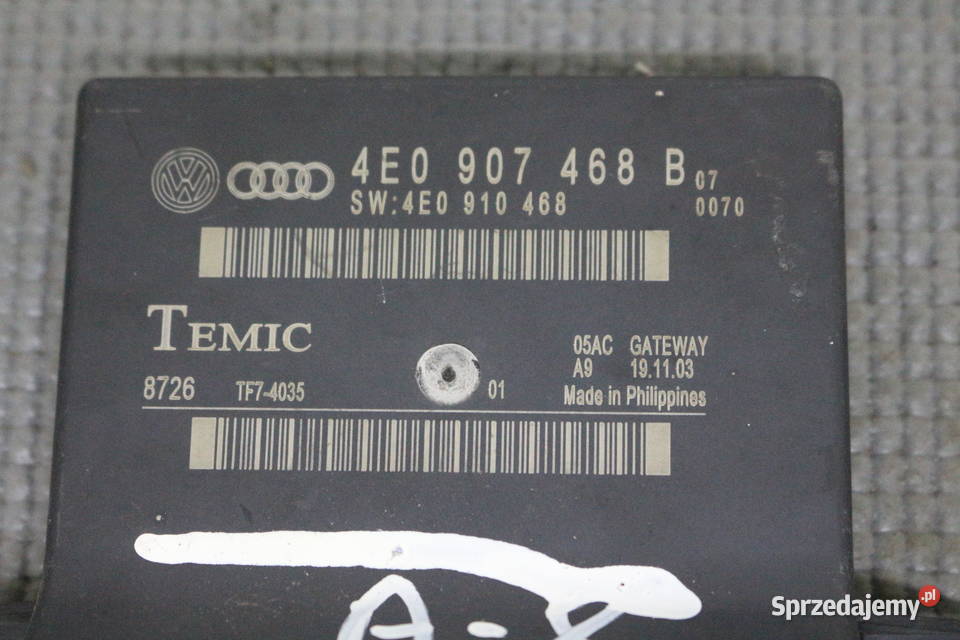 4E0 907 468 B 07
SW:4E0 910 468 0070
TEMIC
05AC GATEWAY
A9 19.11.03
8726 TF7-4035 01 Made in Philippines
Sprzedajemy.pl